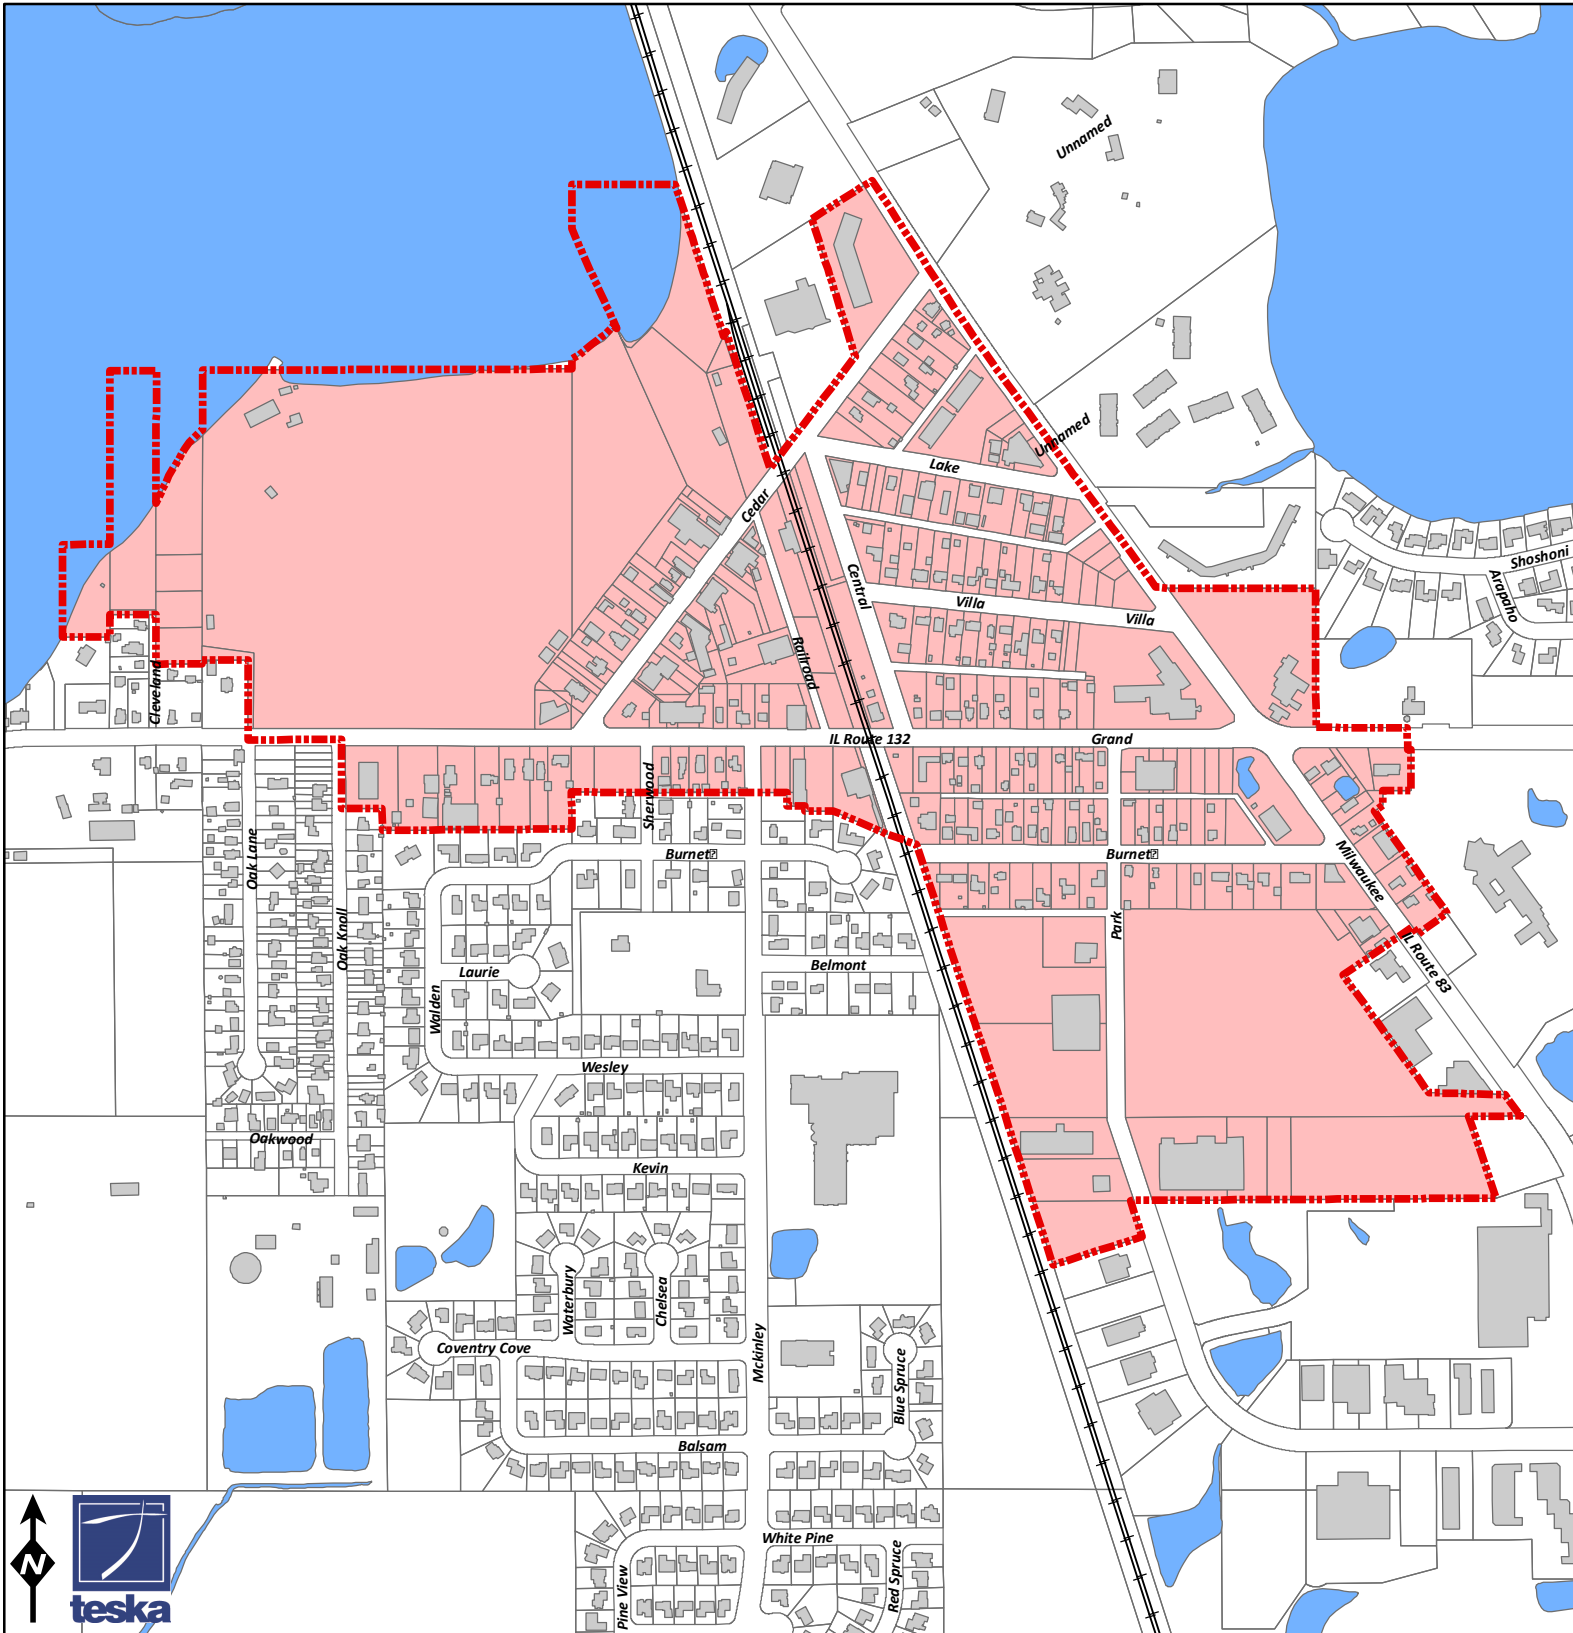 Unnamed
Unnamed
Lake
Cedar
Shoshoni
Arapaho
Central
Villa
Villa
Railroad
Cleveland
IL Route 132
Grand
Sherwood
Oak Lane
Burnet
Burnet
Milwaukee
Oak Knoll
Park
IL Route 83
Laurie
Belmont
Walden
Wesley
Oakwood
Kevin
Waterbury
Chelsea
Coventry Cove
Mckinley
Blue Spruce
Balsam
White Pine
Pine View
Red Spruce
N
teska